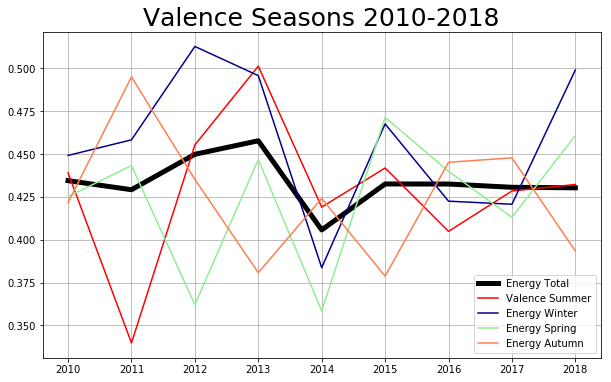 Valence Seasons 2010-2018
0.500
0.475
0.450
0.425
0.400
0.375
0.350
Energy Total
Valence Summer
Energy Winter
Energy Spring
Energy Autumn
2010 2011 2012 2013 2014 2015 2016 2017 2018